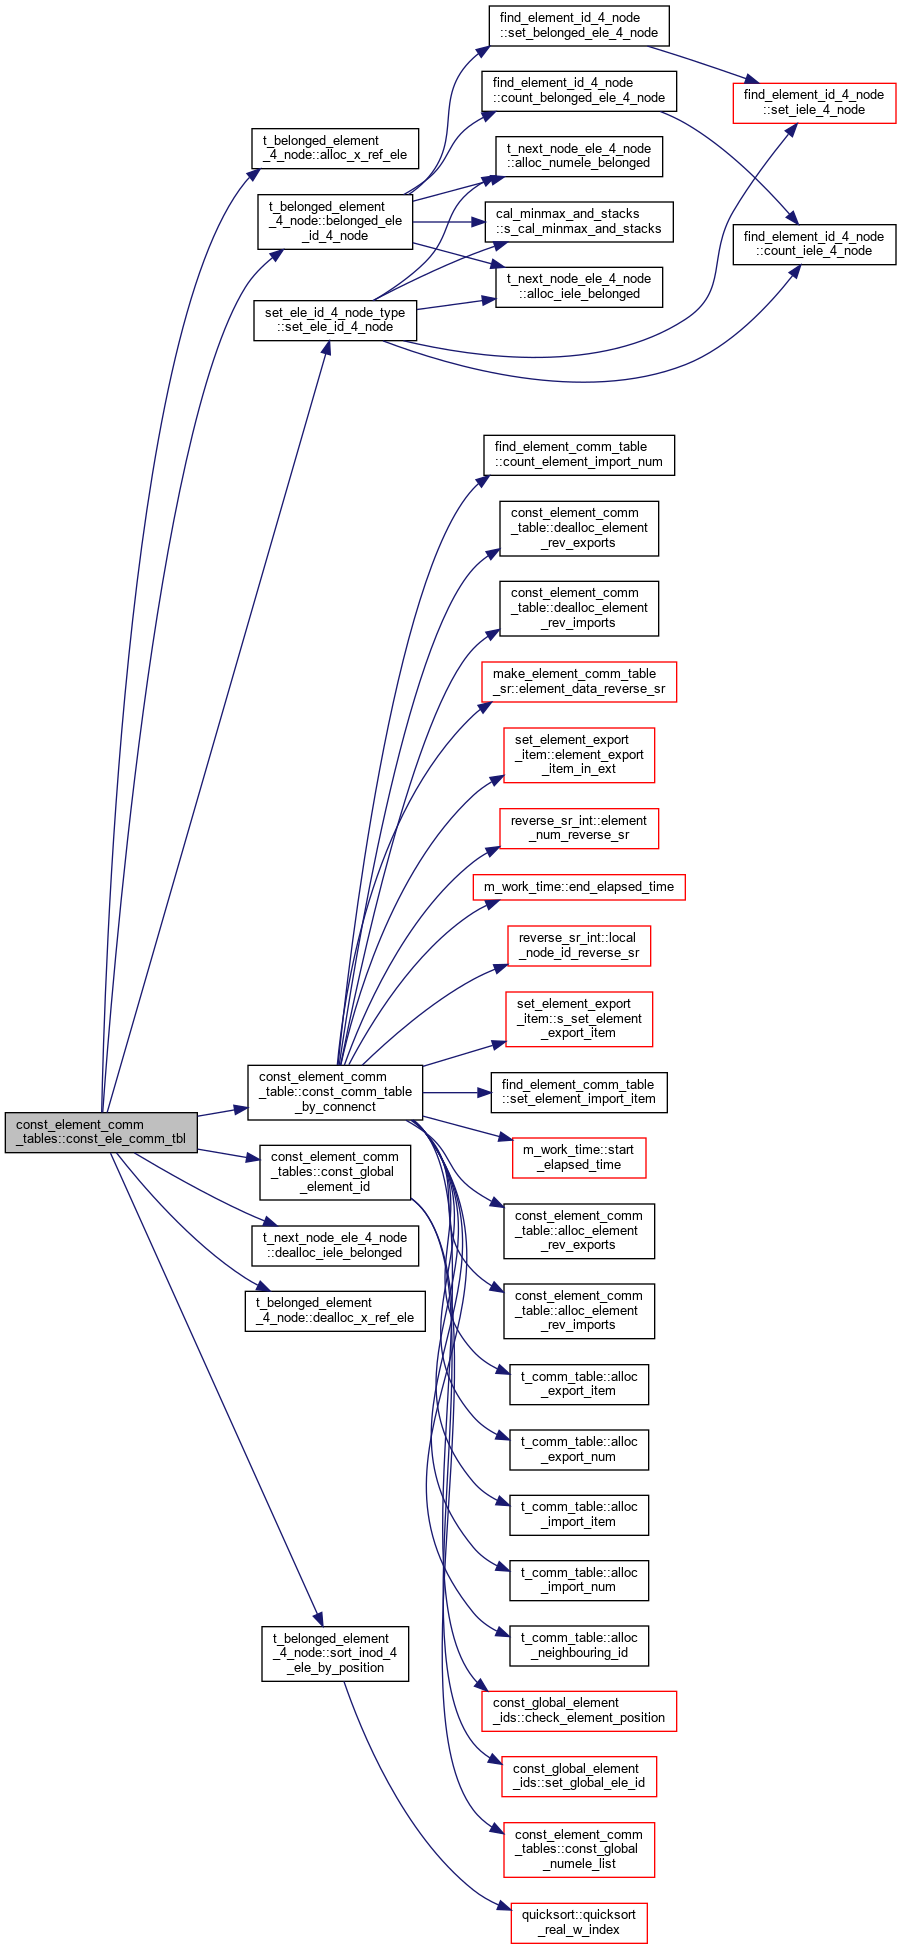 find_element_id_4_node
::set_belonged_ele_4_node
find_element_id_4_node
::count_belonged_ele_4_node
find_element_id_4_node
::set_iele_4_node
t_belonged_element
_4_node::alloc_x_ref_ele
t_next_node_ele_4_node
::alloc_numele_belonged
t_belonged_element
_4_node::belonged_ele
_id_4_node
cal_minmax_and_stacks
::s_cal_minmax_and_stacks
find_element_id_4_node
::count_iele_4_node
t_next_node_ele_4_node
::alloc_iele_belonged
set_ele_id_4_node_type
::set_ele_id_4_node
find_element_comm_table
::count_element_import_num
const_element_comm
_table::dealloc_element
_rev_exports
const_element_comm
_table::dealloc_element
_rev_imports
make_element_comm_table
_sr::element_data_reverse_sr
set_element_export
_item::element_export
_item_in_ext
reverse_sr_int::element
_num_reverse_sr
m_work_time::end_elapsed_time
reverse_sr_int::local
_node_id_reverse_sr
set_element_export
_item::s_set_element
_export_item
const_element_comm
_table::const_comm_table
_by_connenct
find_element_comm_table
::set_element_import_item
const_element_comm
_tables::const_ele_comm_tbl
m_work_time::start
_elapsed_time
const_element_comm
_tables::const_global
_element_id
const_element_comm
_table::alloc_element
_rev_exports
t_next_node_ele_4_node
::dealloc_iele_belonged
const_element_comm
_table::alloc_element
_rev_imports
t_belonged_element
_4_node::dealloc_x_ref_ele
t_comm_table::alloc
_export_item
t_comm_table::alloc
_export_num
t_comm_table::alloc
_import_item
t_comm_table::alloc
_import_num
t_comm_table::alloc
_neighbouring_id
t_belonged_element
_4_node::sort_inod_4
_ele_by_position
const_global_element
_ids::check_element_position
const_global_element
_ids::set_global_ele_id
const_element_comm
_tables::const_global
_numele_list
quicksort::quicksort
_real_w_index